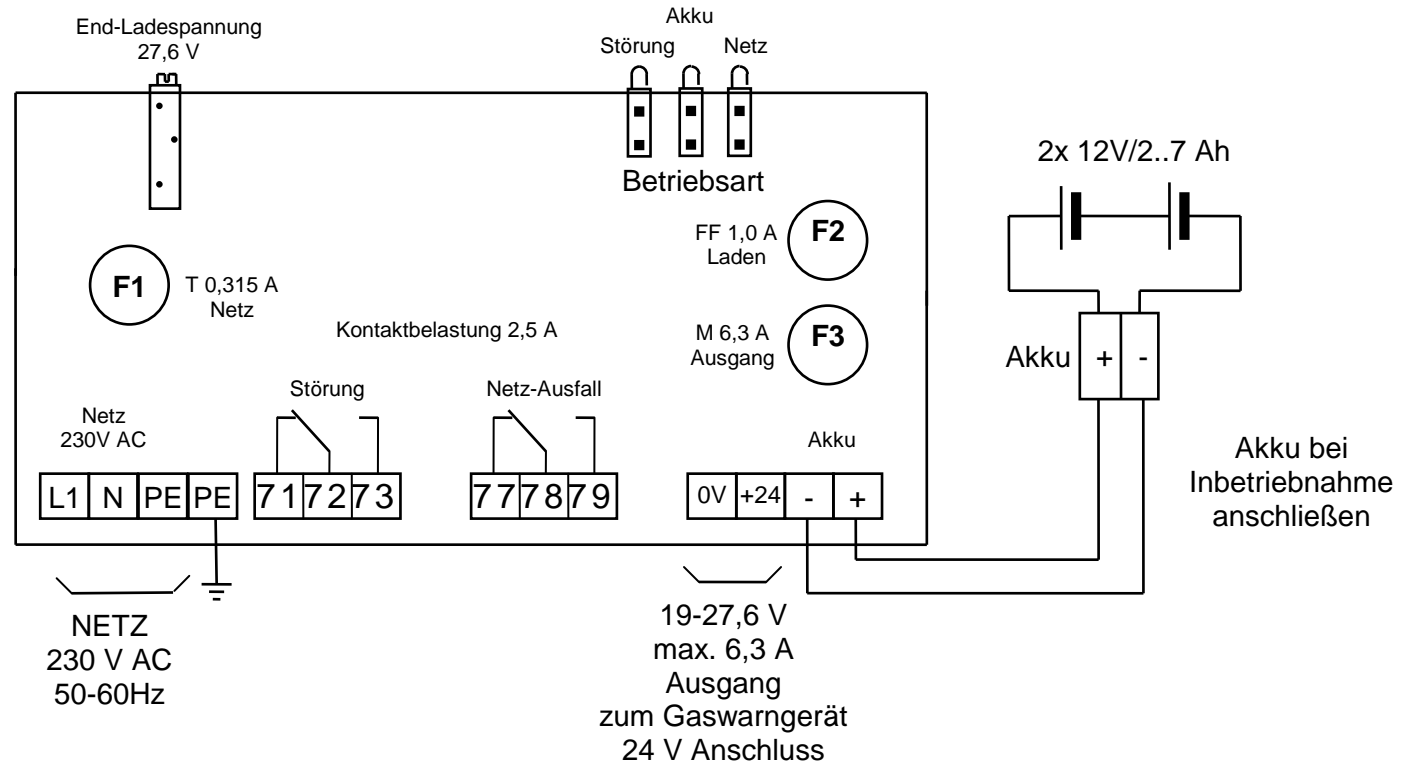 End-Ladespannung
27,6 V
Akku
Störung Netz
Betriebsart
2x 12V/2..7 Ah
F1
T 0,315 A
Netz
FF 1,0 A
Laden
F2
M 6,3 A
Ausgang
F3
Kontaktbelastung 2,5 A
Akku + -
Störung
Netz-Ausfall
Netz
230V AC
Akku
L1 N PE PE
71 72 73
77 78 79
0V +24 - +
Akku bei
Inbetriebnahme
anschließen
NETZ
230 V AC
50-60Hz
19-27,6 V
max. 6,3 A
Ausgang
zum Gaswarngerät
24 V Anschluss